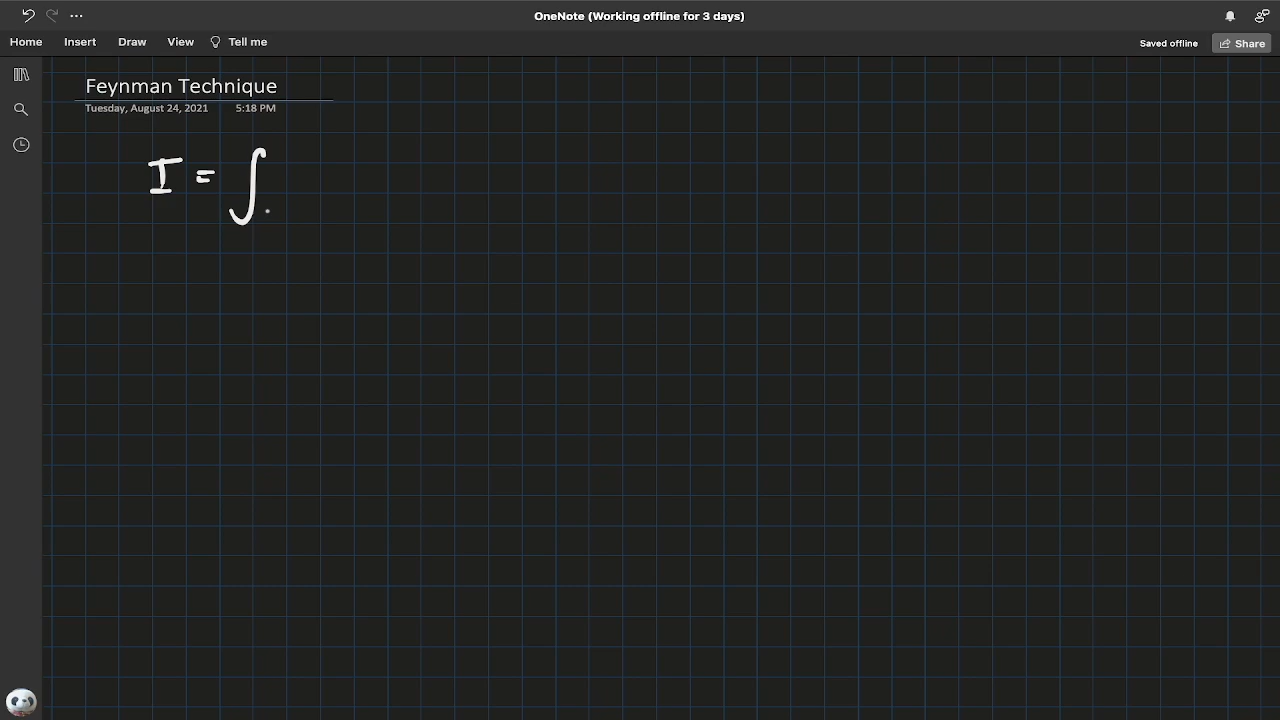 OneNote (Working offline for 3 days)
Home Insert Draw View Tell me Saved offline Share
Feynman Technique
Tuesday, August 24, 2021 5:18 PM
I = ∫